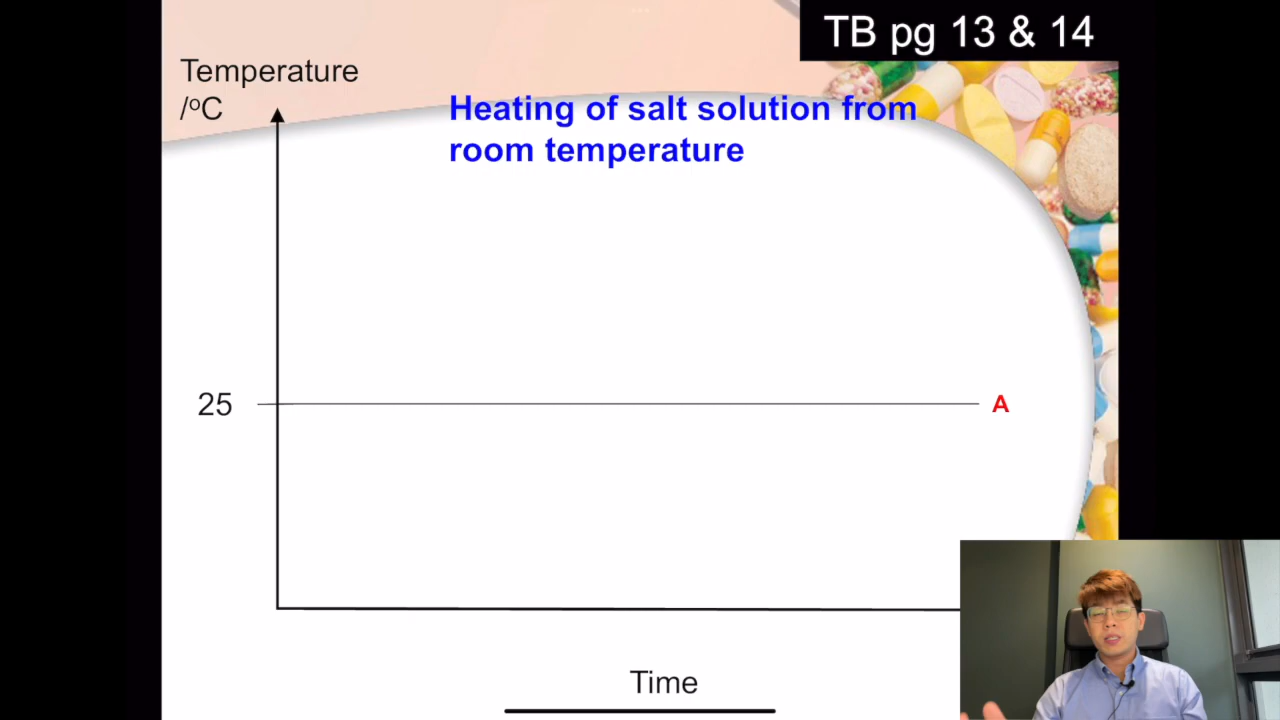 TB pg 13 & 14
Temperature
/°C
Heating of salt solution from
room temperature
25
A
Time